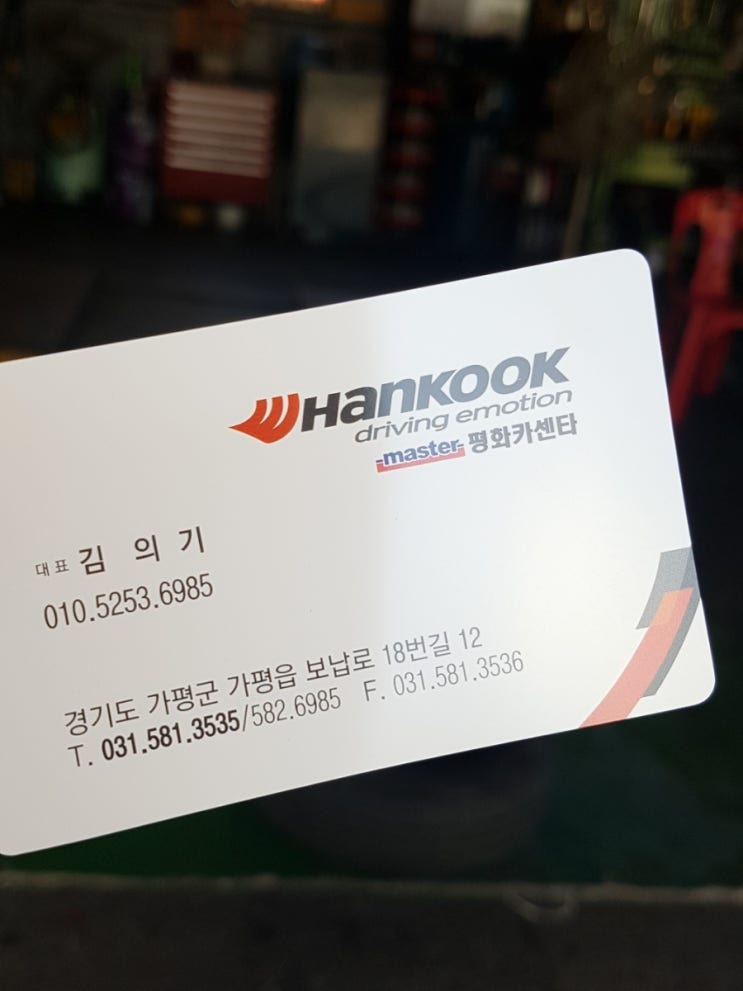 HANKOOK
driving emotion
-master- 평화카센타
대표 김 의 기
010.5253.6985
경기도 가평군 가평읍 보납로 18번길 12
T. 031.581.3535/582.6985 F. 031.581.3536